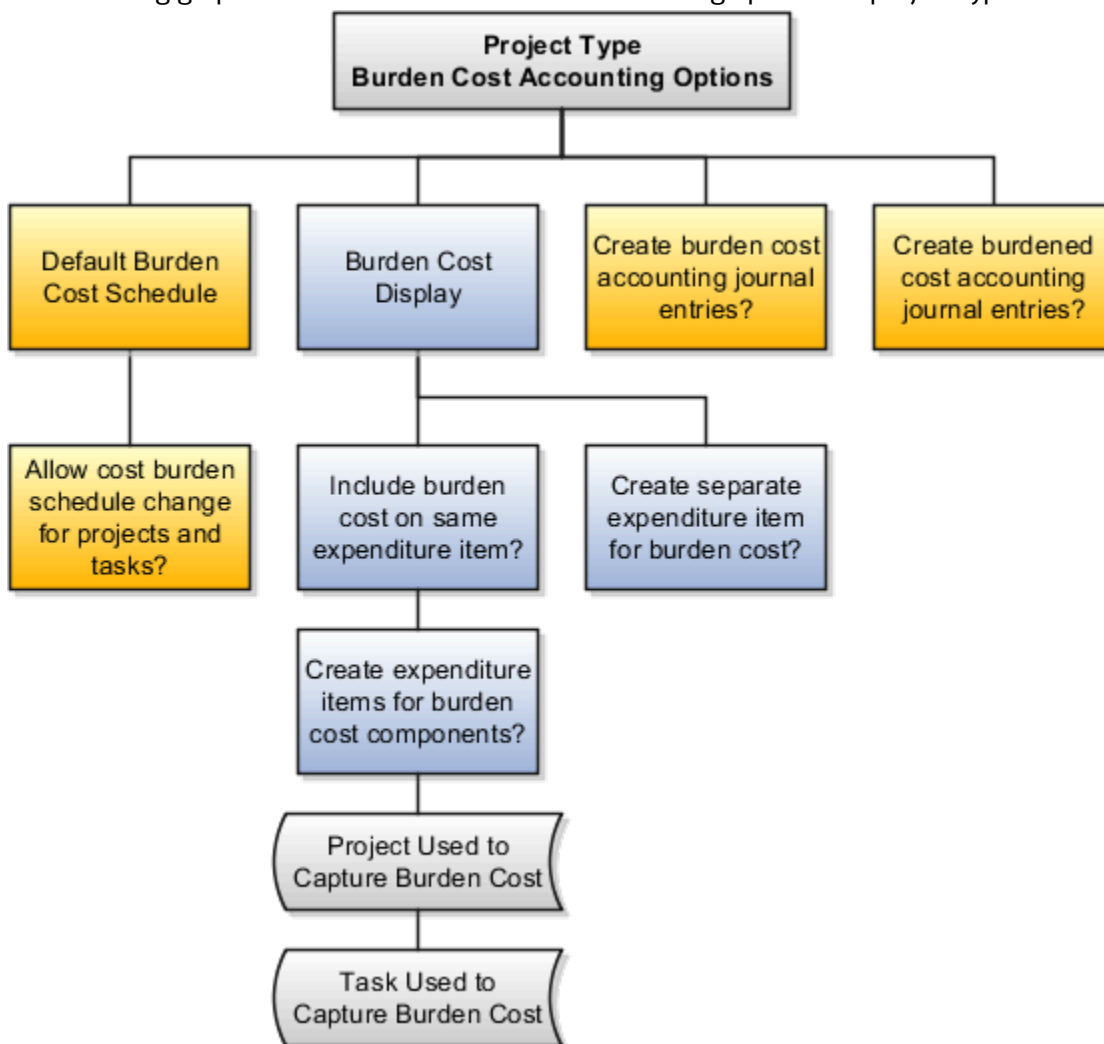 Project Type
Burden Cost Accounting Options
Default Burden
Cost Schedule
Burden Cost
Display
Create burden cost
accounting journal
entries?
Create burdened
cost accounting
journal entries?
Allow cost burden
schedule change
for projects and
tasks?
Include burden
cost on same
expenditure item?
Create separate
expenditure item
for burden cost?
Create expenditure
items for burden
cost components?
Project Used to
Capture Burden Cost
Task Used to
Capture Burden Cost